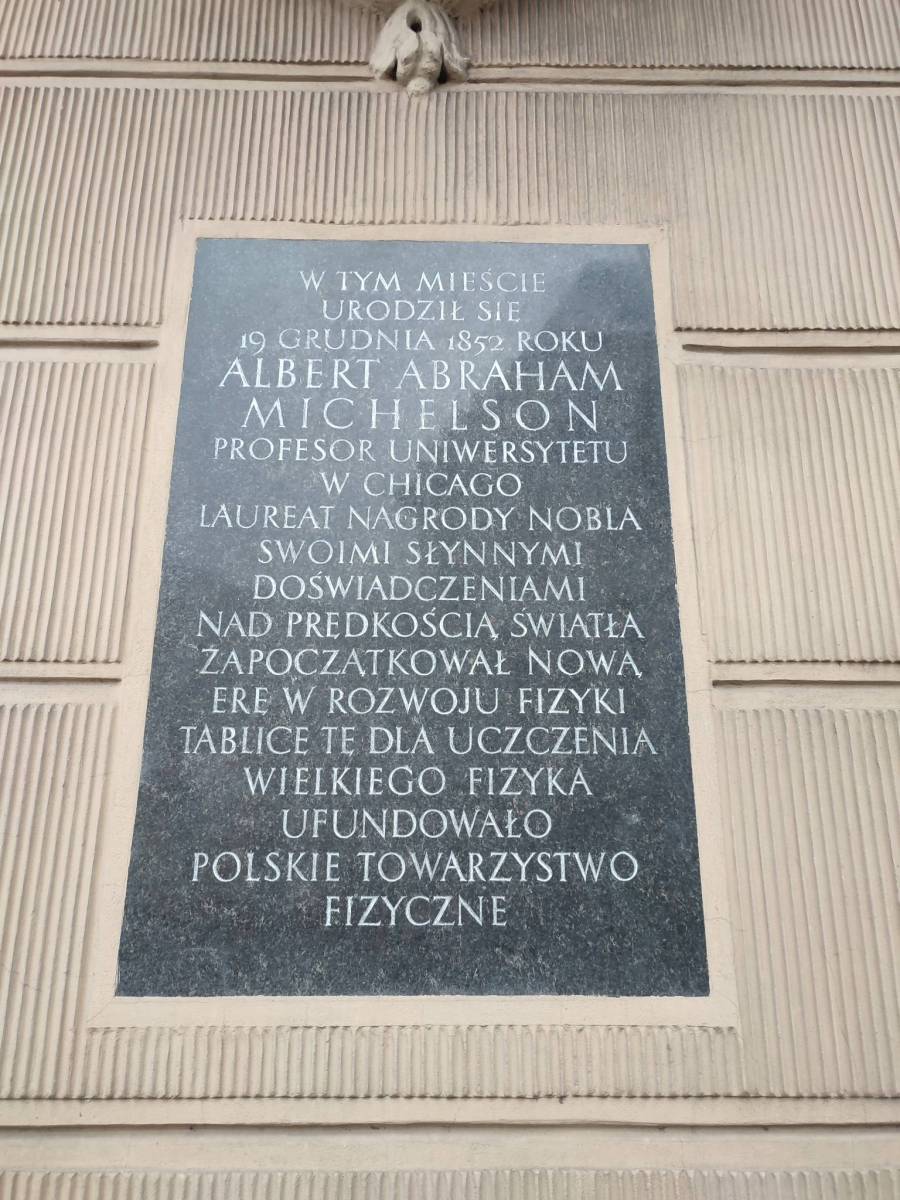 W TYM MIEŚCIE
URODZIŁ SIĘ
19 GRUDNIA 1852 ROKU
ALBERT ABRAHAM
MICHELSON
PROFESOR UNIWERSYTETU
W CHICAGO
LAUREAT NAGRODY NOBLA
SWOIMI SŁYNNYMI
DOŚWIADCZENIAMI
NAD PRĘDKOŚCIĄ ŚWIATŁA
ZAPOCZĄTKOWAŁ NOWĄ
ERĘ W ROZWOJU FIZYKI
TABLICĘ TĘ DLA UCZCZENIA
WIELKIEGO FIZYKA
UFUNDOWAŁO
POLSKIE TOWARZYSTWO
FIZYCZNE